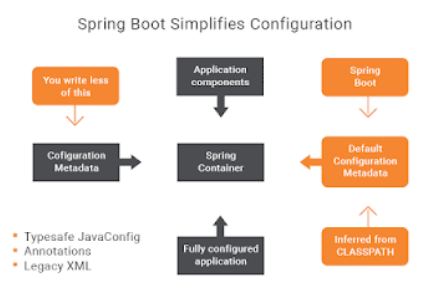 Spring Boot Simplifies Configuration
You write less
of this
Application
components
Spring
Boot
Cofiguration
Metadata
Spring
Container
Default
Configuration
Metadata
Typesafe JavaConfig
Annotations
Legacy XML
Fully configured
application
Inferred from
CLASSPATH